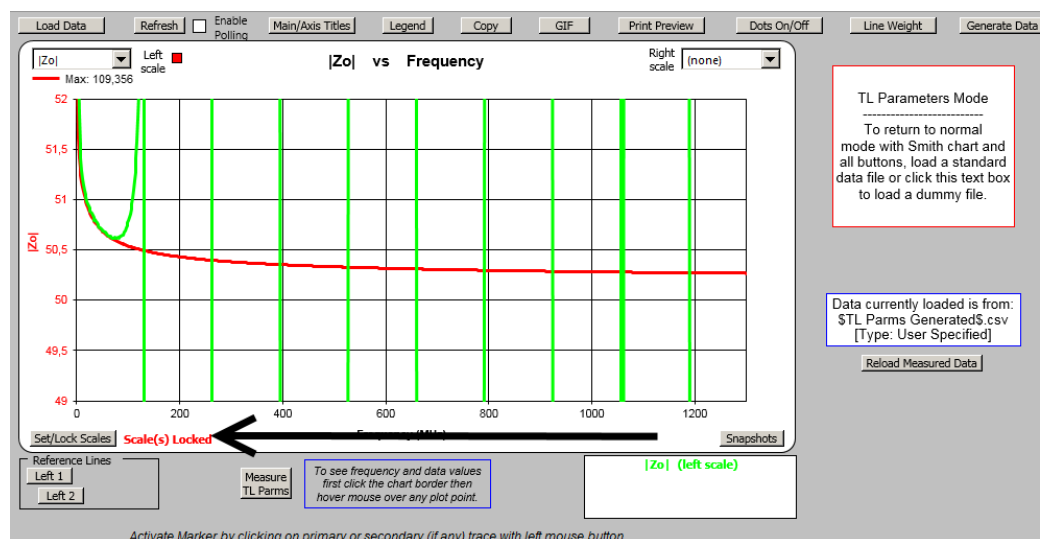 Load Data
Refresh
Enable
Polling
Main/Axis Titles
Legend
Copy
GIF
Print Preview
Dots On/Off
Line Weight
Generate Data
|Zo|
Left
scale
|Zo| vs Frequency
Right
scale
(none)
Max: 109,356
52
51,5
51
50,5
50
49,5
49
|Zo|
0
200
400
600
800
1000
1200
Set/Lock Scales
Scale(s) Locked
Snapshots
TL Parameters Mode
--------------------------
To return to normal
mode with Smith chart and
all buttons, load a standard
data file or click this text box
to load a dummy file.
Data currently loaded is from:
$TL Parms Generated$.csv
[Type: User Specified]
Reload Measured Data
Reference Lines
Left 1
Left 2
Measure
TL Parms
To see frequency and data values
first click the chart border then
hover mouse over any plot point.
|Zo| (left scale)
Activate Marker by clicking on primary or secondary (if any) trace with left mouse button